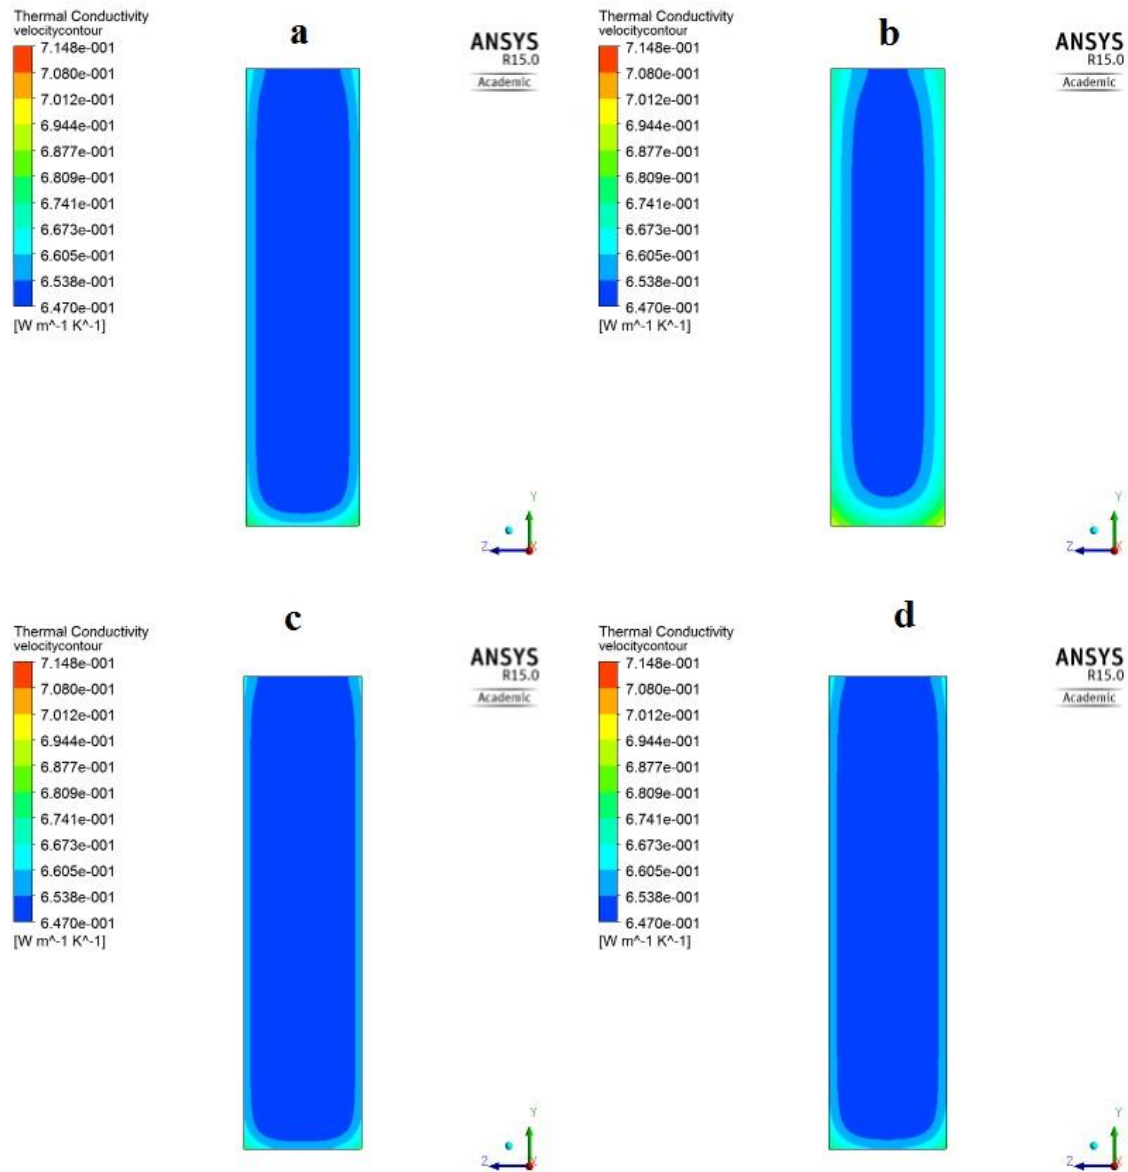 Thermal Conductivity
velocitycontour
7.148e-001
7.080e-001
7.012e-001
6.944e-001
6.877e-001
6.809e-001
6.741e-001
6.673e-001
6.605e-001
6.538e-001
6.470e-001
[W m^-1 K^-1]
a
ANSYS
R15.0
Academic
Y
Z
X
Thermal Conductivity
velocitycontour
7.148e-001
7.080e-001
7.012e-001
6.944e-001
6.877e-001
6.809e-001
6.741e-001
6.673e-001
6.605e-001
6.538e-001
6.470e-001
[W m^-1 K^-1]
b
ANSYS
R15.0
Academic
Y
Z
X
Thermal Conductivity
velocitycontour
7.148e-001
7.080e-001
7.012e-001
6.944e-001
6.877e-001
6.809e-001
6.741e-001
6.673e-001
6.605e-001
6.538e-001
6.470e-001
[W m^-1 K^-1]
c
ANSYS
R15.0
Academic
Y
Z
X
Thermal Conductivity
velocitycontour
7.148e-001
7.080e-001
7.012e-001
6.944e-001
6.877e-001
6.809e-001
6.741e-001
6.673e-001
6.605e-001
6.538e-001
6.470e-001
[W m^-1 K^-1]
d
ANSYS
R15.0
Academic
Y
Z
X